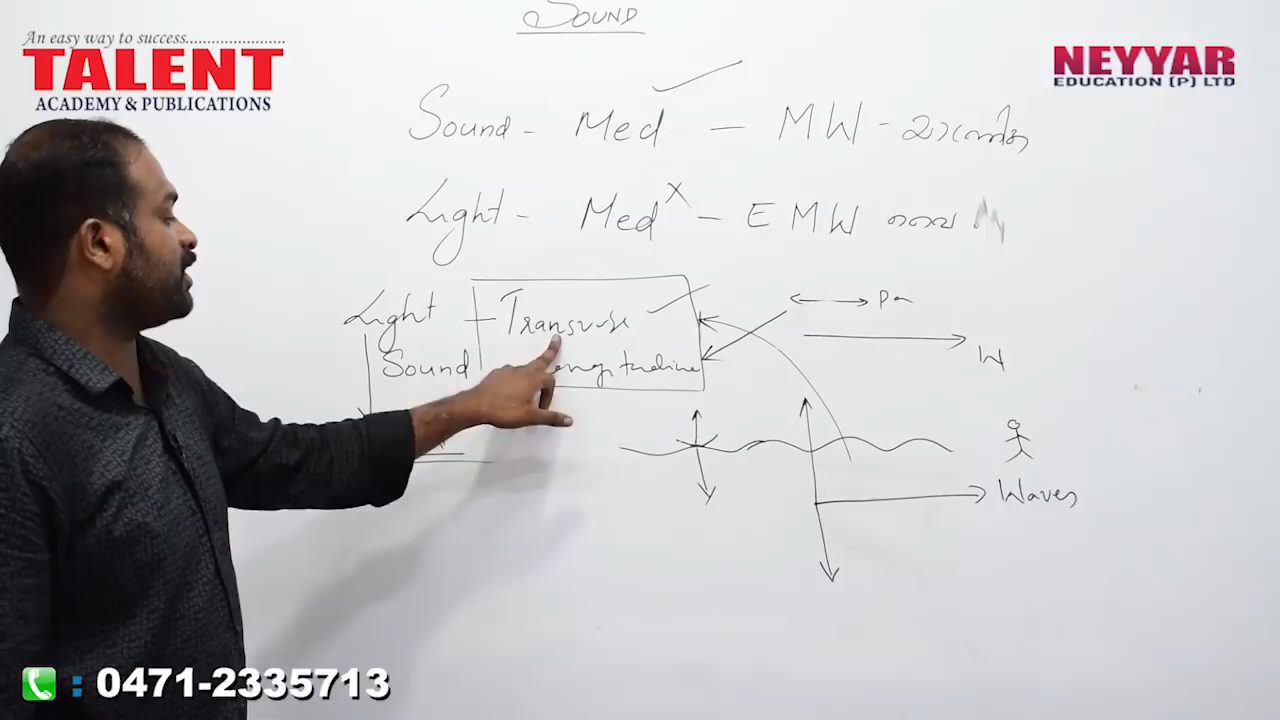 SOUND
An easy way to success.......................
TALENT
ACADEMY & PUBLICATIONS
NEYYAR
EDUCATION (P) LTD
Sound - Med ✓ - MW -
Light - Med X - EMW
Light - Transverse ✓
Sound
Pa
W
Waves
: 0471-2335713